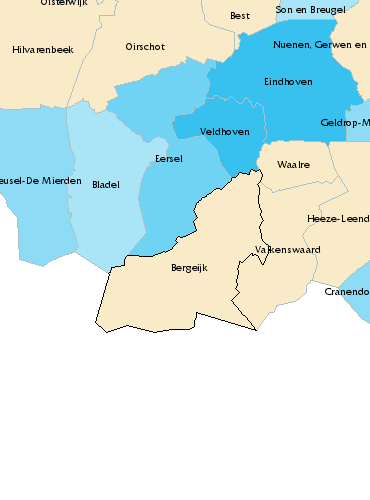 Oisterwijk
Son en Breugel
Best
Hilvarenbeek
Oirschot
Nuenen, Gerwen en
Eindhoven
Geldrop-M
Veldhoven
Eersel
Waalre
eusel-De Mierden
Bladel
Heeze-Leend
Valkenswaard
Bergeijk
Cranendo